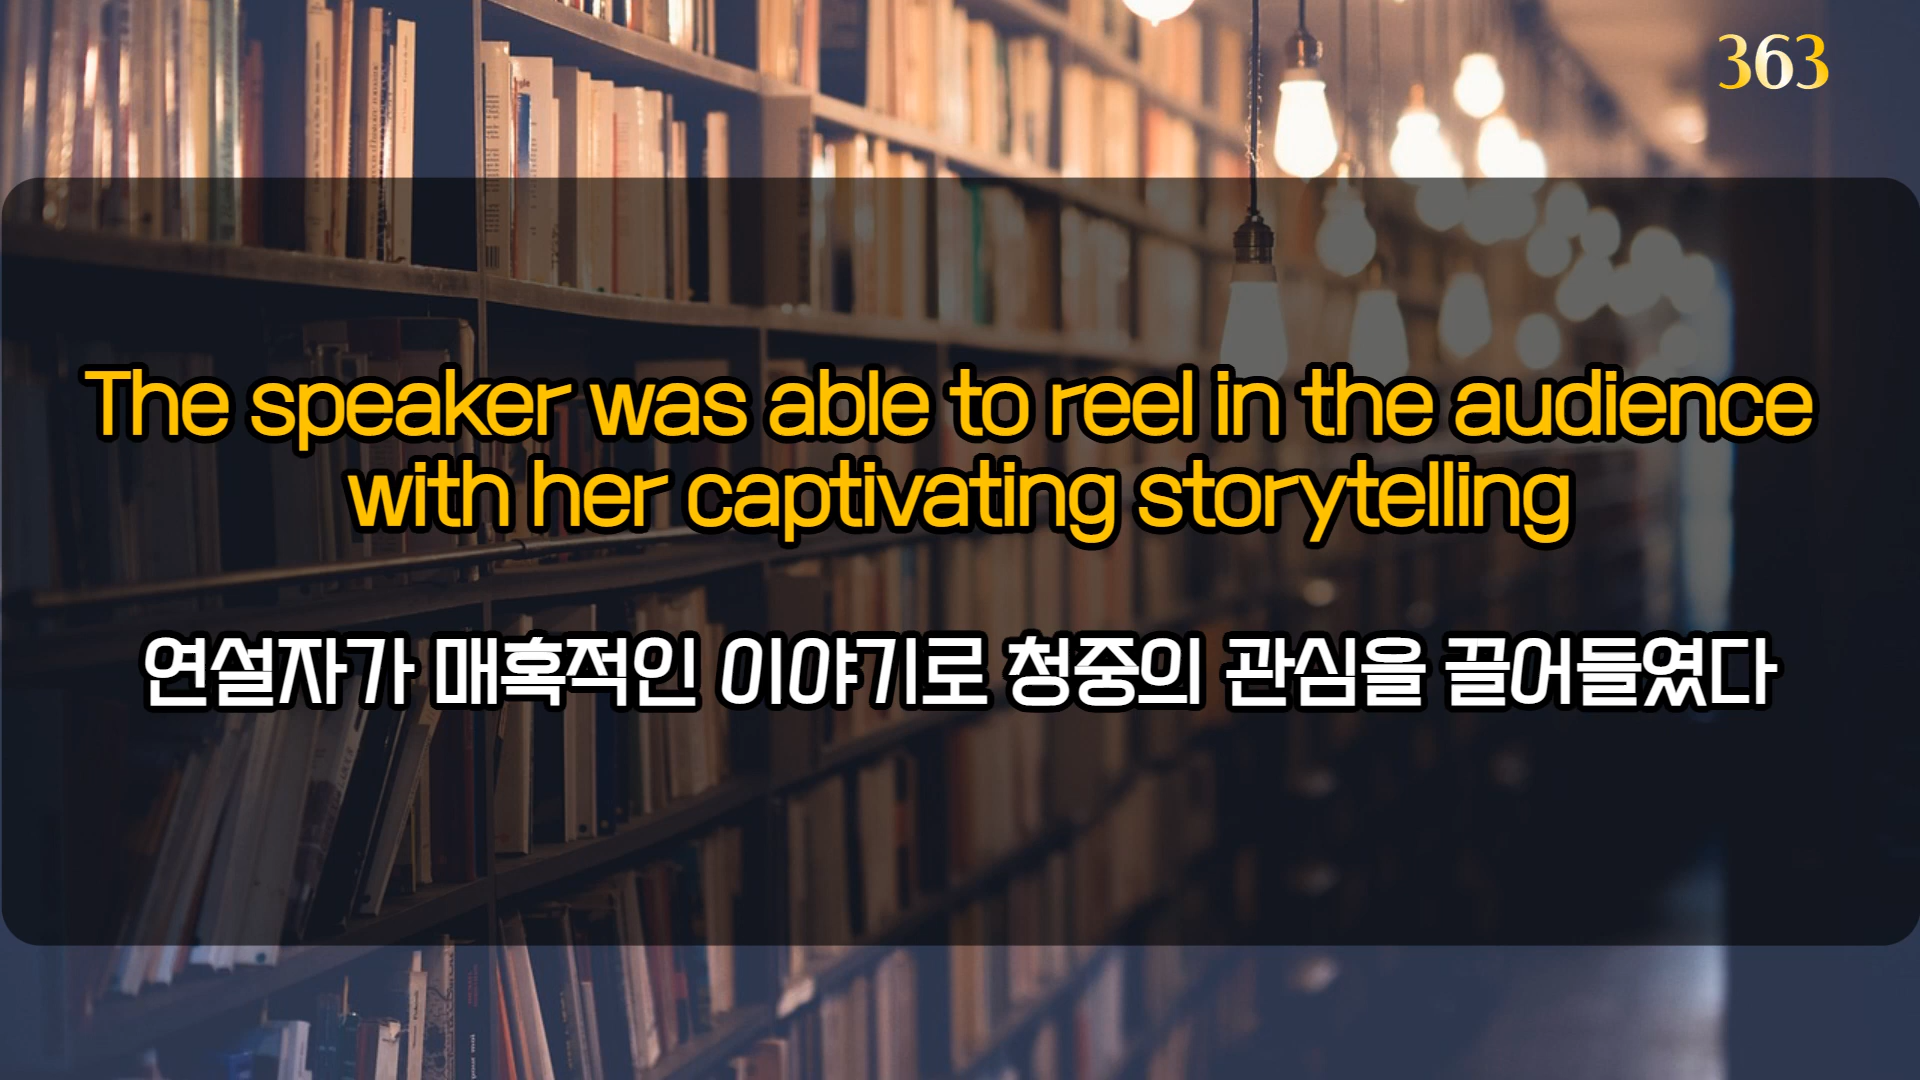 363
The speaker was able to reel in the audience
with her captivating storytelling
연설자가 매혹적인 이야기로 청중의 관심을 끌어들였다